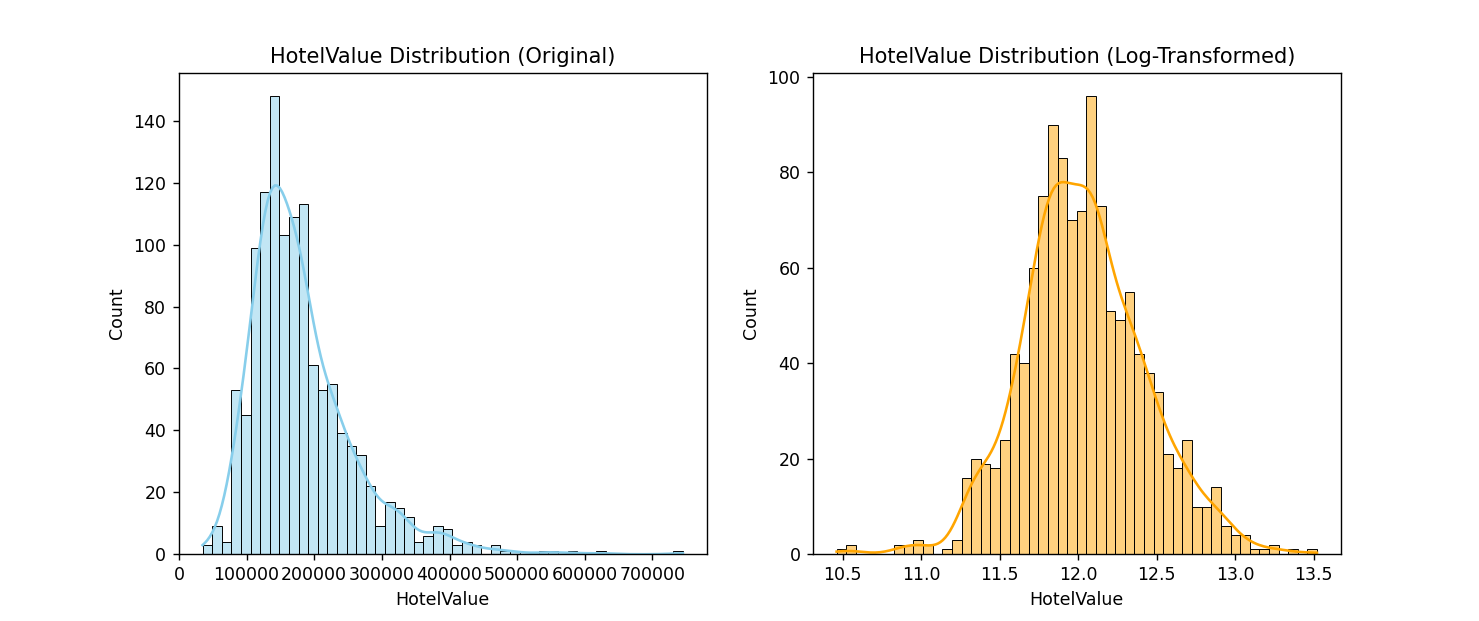 HotelValue Distribution (Original)
140
120
100
80
60
40
20
0
Count
0 100000 200000 300000 400000 500000 600000 700000
HotelValue
HotelValue Distribution (Log-Transformed)
100
80
60
40
20
0
Count
10.5 11.0 11.5 12.0 12.5 13.0 13.5
HotelValue